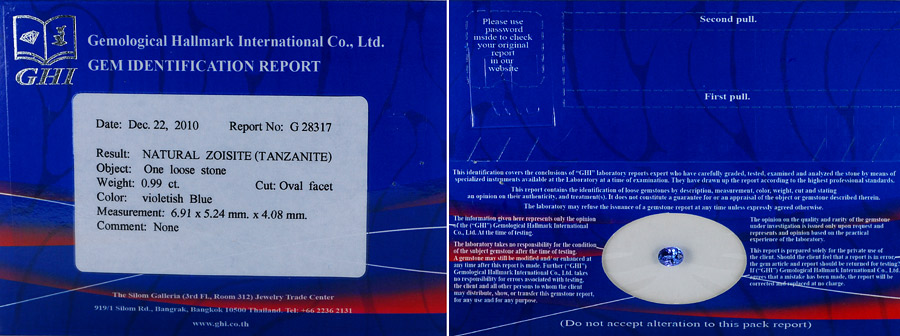 GHI
Gemological Hallmark International Co., Ltd.
GEM IDENTIFICATION REPORT
Date: Dec. 22, 2010 Report No: G 28317
Result: NATURAL ZOISITE (TANZANITE)
Object: One loose stone
Weight: 0.99 ct. Cut: Oval facet
Color: violetish Blue
Measurement: 6.91 x 5.24 mm. x 4.08 mm.
Comment: None
The Silom Galleria (3rd Fl., Room 312) Jewelry Trade Center
919/1 Silom Rd., Bangrak, Bangkok 10500 Thailand. Tel: +66 2236 2131
www.ghi.co.th
Please use
password
inside to check
your original
report
in our
website
Second pull.
First pull.
This identification covers the conclusions of "GHI" laboratory reports expert who have carefully graded, tested, examined and analyzed the stone by means of
specialized instruments available at the Laboratory at a time of examination. They have drawn up the report according to the highest professional standards.
This report contains the identification of loose gemstones by description, measurement, color, weight, cut and stating
an opinion on their authenticity, and treatment(s). It does not constitute a guarantee for or an appraisal of the object or gemstone described therein.
The laboratory may refuse the issuance of a gemstone report at any time unless expressly agreed otherwise.
The information given here represents only the opinion
of the ("GHI") Gemological Hallmark International
Co., Ltd. At the time of testing.
The laboratory takes no responsibility for the condition
of the subject gemstone after the time of testing.
A gemstone may be modified and/ or enhanced at
any time after this report is made. Further ("GHI")
Gemological Hallmark International Co., Ltd. takes
no responsibility for errors associated with testing,
the client and all other persons to whom the client
may distribute, show, or transfer this gemstone report,
for any use and for any purpose.
The opinion on the quality and rarity of the gemstone
under investigation is issued only upon request and
represents and opinion based on the practical
experience of the laboratory.
This report is prepared solely for the private use of
the client. Should the client feel that a report is in error,
the gem article and report should be returned for testing.
If ("GHI") Gemological Hallmark International Co., Ltd.
agrees that a mistake has been made, the report will be
corrected and replaced at no charge.
(Do not accept alteration to this pack report)